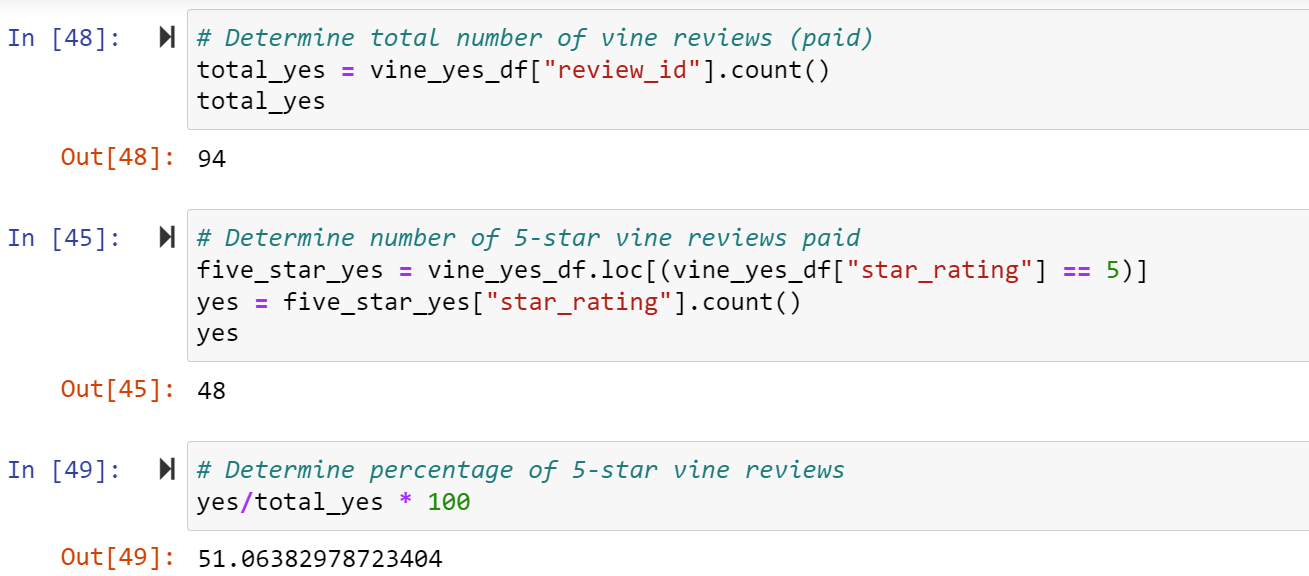 In [48]: # Determine total number of vine reviews (paid)
total_yes = vine_yes_df["review_id"].count()
total_yes
Out[48]: 94
In [45]: # Determine number of 5-star vine reviews paid
five_star_yes = vine_yes_df.loc[(vine_yes_df["star_rating"] == 5)]
yes = five_star_yes["star_rating"].count()
yes
Out[45]: 48
In [49]: # Determine percentage of 5-star vine reviews
yes/total_yes * 100
Out[49]: 51.06382978723404